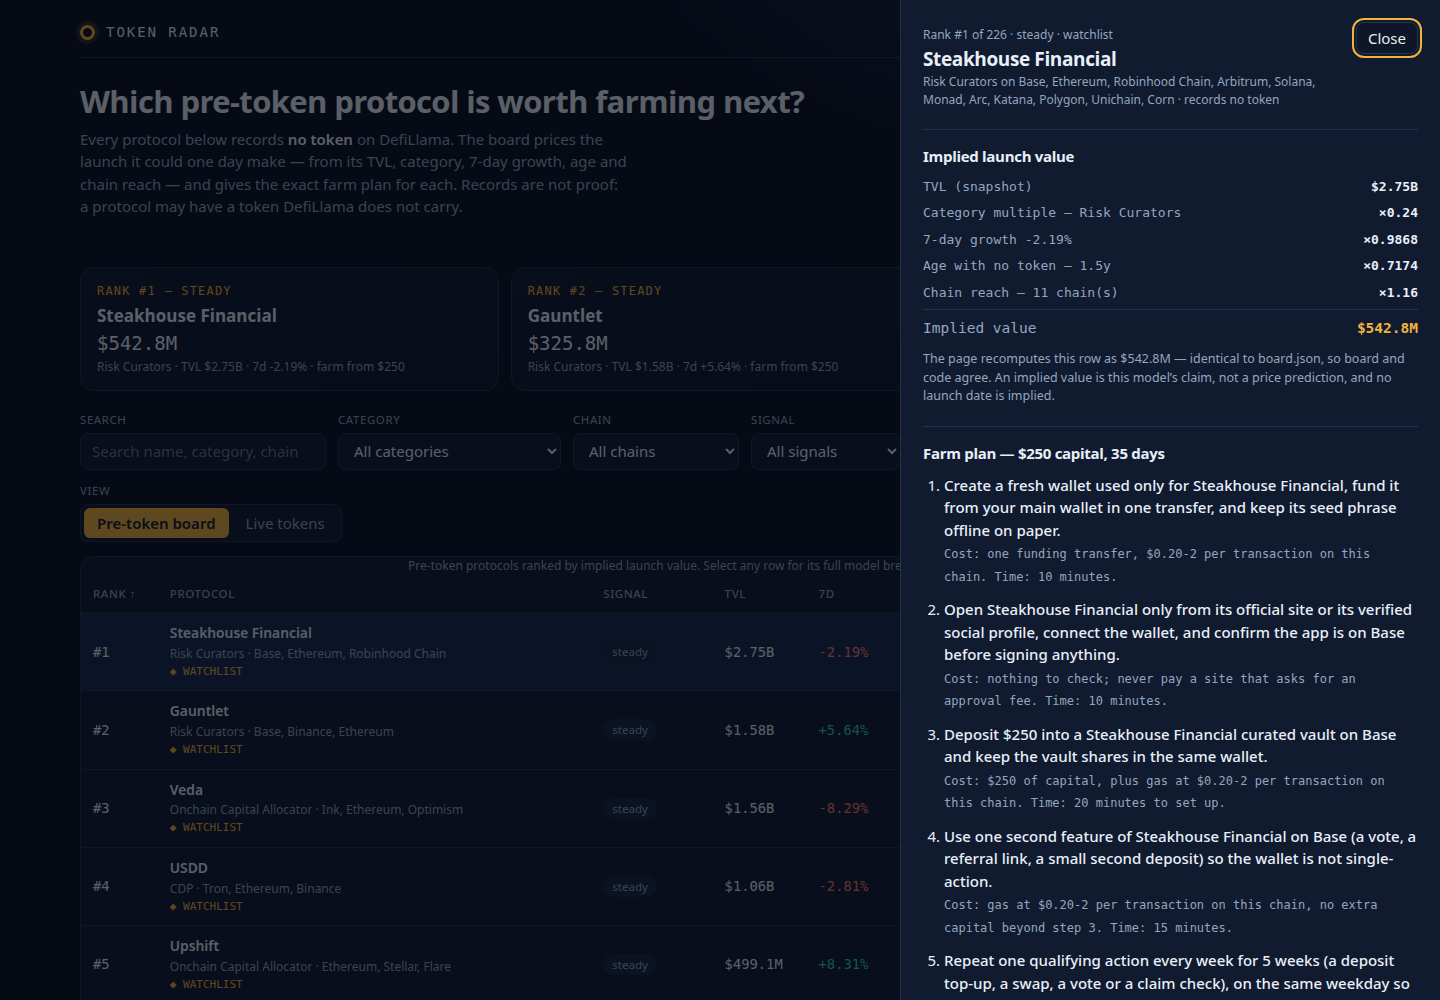 TOKEN RADAR
Which pre-token protocol is worth farming next?
Every protocol below records no token on DefiLlama. The board prices the
launch it could one day make — from its TVL, category, 7-day growth, age and
chain reach — and gives the exact farm plan for each. Records are not proof:
a protocol may have a token DefiLlama does not carry.
RANK #1 — STEADY
Steakhouse Financial
$542.8M
Risk Curators · TVL $2.75B · 7d -2.19% · farm from $250
RANK #2 — STEADY
Gauntlet
$325.8M
Risk Curators · TVL $1.58B · 7d +5.64% · farm from $250
SEARCH
CATEGORY
CHAIN
SIGNAL
Search name, category, chain
All categories
All chains
All signals
VIEW
Pre-token board
Live tokens
Pre-token protocols ranked by implied launch value. Select any row for its full model bre
RANK ↑
PROTOCOL
SIGNAL
TVL
7D
#1
Steakhouse Financial
Risk Curators · Base, Ethereum, Robinhood Chain
◆ WATCHLIST
steady
$2.75B
-2.19%
#2
Gauntlet
Risk Curators · Base, Binance, Ethereum
◆ WATCHLIST
steady
$1.58B
+5.64%
#3
Veda
Onchain Capital Allocator · Ink, Ethereum, Optimism
◆ WATCHLIST
steady
$1.56B
-8.29%
#4
USDD
CDP · Tron, Ethereum, Binance
◆ WATCHLIST
steady
$1.06B
-2.81%
#5
Upshift
Onchain Capital Allocator · Ethereum, Stellar, Flare
◆ WATCHLIST
steady
$499.1M
+8.31%
Rank #1 of 226 · steady · watchlist
Close
Steakhouse Financial
Risk Curators on Base, Ethereum, Robinhood Chain, Arbitrum, Solana,
Monad, Arc, Katana, Polygon, Unichain, Corn · records no token
Implied launch value
TVL (snapshot) $2.75B
Category multiple — Risk Curators ×0.24
7-day growth -2.19% ×0.9868
Age with no token — 1.5y ×0.7174
Chain reach — 11 chain(s) ×1.16
Implied value $542.8M
The page recomputes this row as $542.8M — identical to board.json, so board and
code agree. An implied value is this model's claim, not a price prediction, and no
launch date is implied.
Farm plan — $250 capital, 35 days
1. Create a fresh wallet used only for Steakhouse Financial, fund it
from your main wallet in one transfer, and keep its seed phrase
offline on paper.
Cost: one funding transfer, $0.20-2 per transaction on this
chain. Time: 10 minutes.
2. Open Steakhouse Financial only from its official site or its verified
social profile, connect the wallet, and confirm the app is on Base
before signing anything.
Cost: nothing to check; never pay a site that asks for an
approval fee. Time: 10 minutes.
3. Deposit $250 into a Steakhouse Financial curated vault on Base
and keep the vault shares in the same wallet.
Cost: $250 of capital, plus gas at $0.20-2 per transaction on
this chain. Time: 20 minutes to set up.
4. Use one second feature of Steakhouse Financial on Base (a vote, a
referral link, a small second deposit) so the wallet is not single-
action.
Cost: gas at $0.20-2 per transaction on this chain, no extra
capital beyond step 3. Time: 15 minutes.
5. Repeat one qualifying action every week for 5 weeks (a deposit
top-up, a swap, a vote or a claim check), on the same weekday so